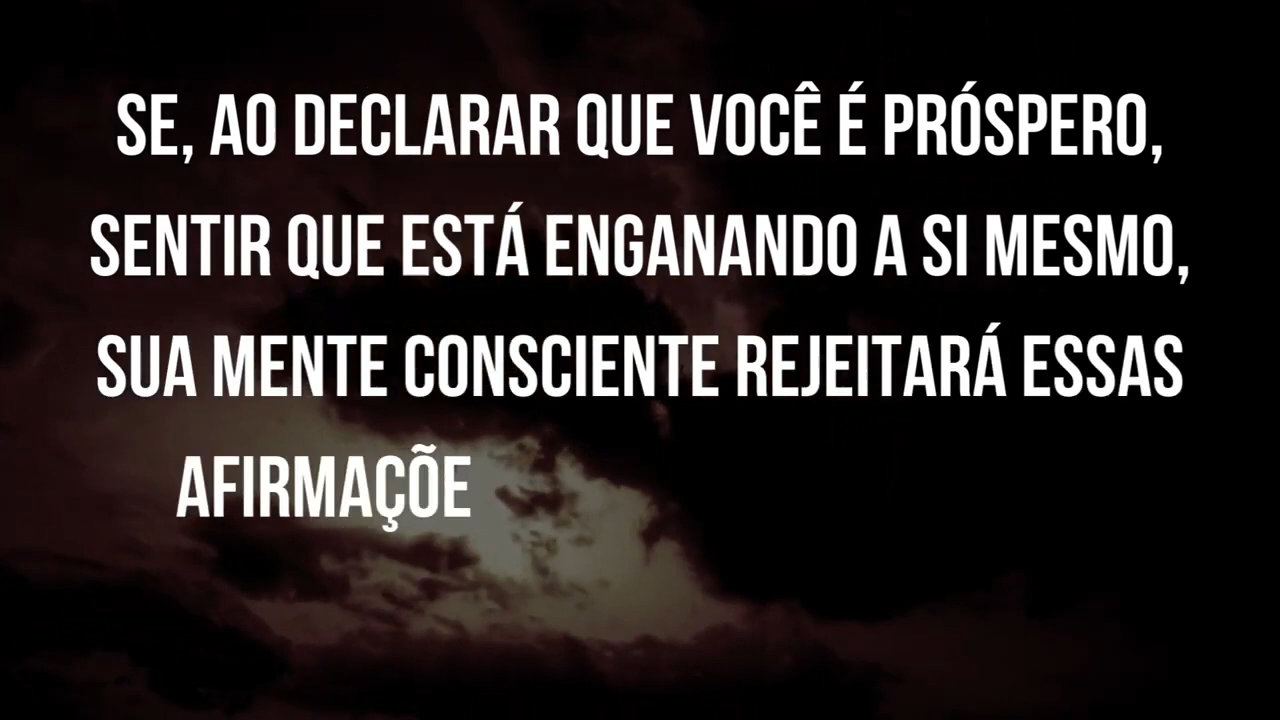 SE, AO DECLARAR QUE VOCÊ É PRÓSPERO,
SENTIR QUE ESTÁ ENGANANDO A SI MESMO,
SUA MENTE CONSCIENTE REJEITARÁ ESSAS
AFIRMAÇÕE